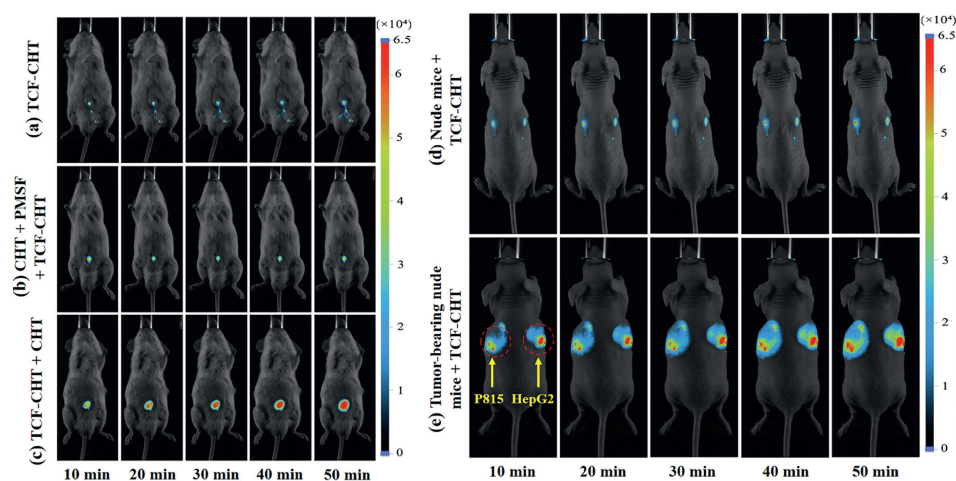 (×10⁴)
6.5
6
5
4
3
2
1
0
(a) TCF-CHT
(b) CHT + PMSF
+ TCF-CHT
(c) TCF-CHT + CHT
10 min
20 min
30 min
40 min
50 min
(×10⁴)
6.5
6
5
4
3
2
1
0
(d) Nude mice +
TCF-CHT
(e) Tumor-bearing nude
mice + TCF-CHT
P815
HepG2
10 min
20 min
30 min
40 min
50 min